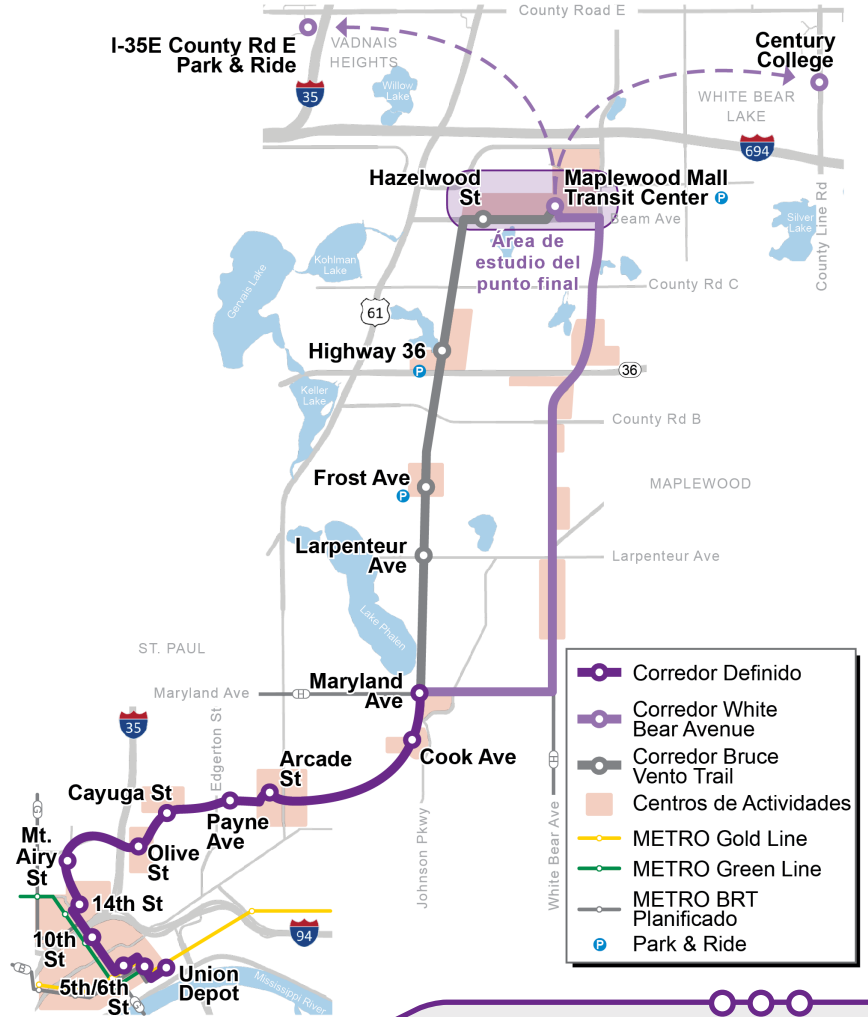 County Road E
I-35E County Rd E
Park & Ride
VADNAIS
HEIGHTS
Century
College
35
Willow
Lake
WHITE BEAR
LAKE
694
Hazelwood
St
Maplewood Mall
Transit Center P
Beam Ave
Silver
Lake
County Line Rd
Área de
estudio del
punto final
Kohlman
Lake
Gervais Lake
County Rd C
61
Highway 36
P
36
Keller
Lake
County Rd B
Frost Ave
P
MAPLEWOOD
Larpenteur
Ave
Larpenteur Ave
Lake Phalen
ST. PAUL
Maryland
Ave
Maryland Ave
H
35
Edgerton St
Cook Ave
Arcade
St
H
Cayuga St
Payne
Ave
G
Mt.
Airy
St
Olive
St
Johnson Pkwy
White Bear Ave
14th St
10th
St
94
B
5th/6th
St
G
Union
Depot
Mississippi River
Corredor Definido
Corredor White
Bear Avenue
Corredor Bruce
Vento Trail
Centros de Actividades
METRO Gold Line
METRO Green Line
METRO BRT
Planificado
P Park & Ride